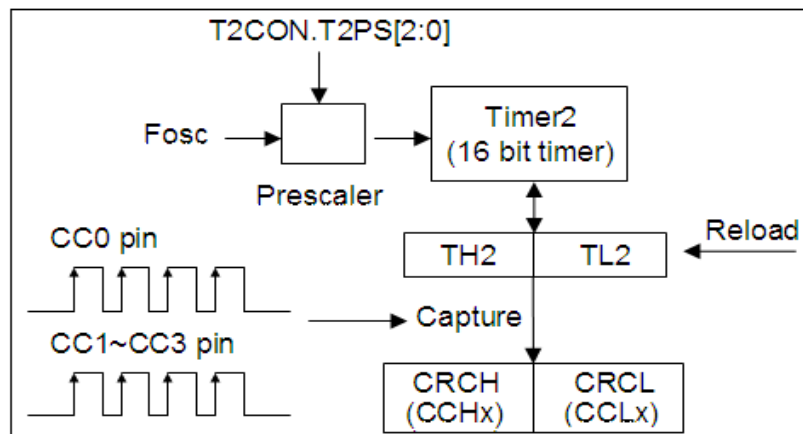 T2CON.T2PS[2:0]
Fosc
Prescaler
Timer2
(16 bit timer)
TH2
TL2
Reload
CC0 pin
Capture
CC1~CC3 pin
CRCH
(CCHx)
CRCL
(CCLx)